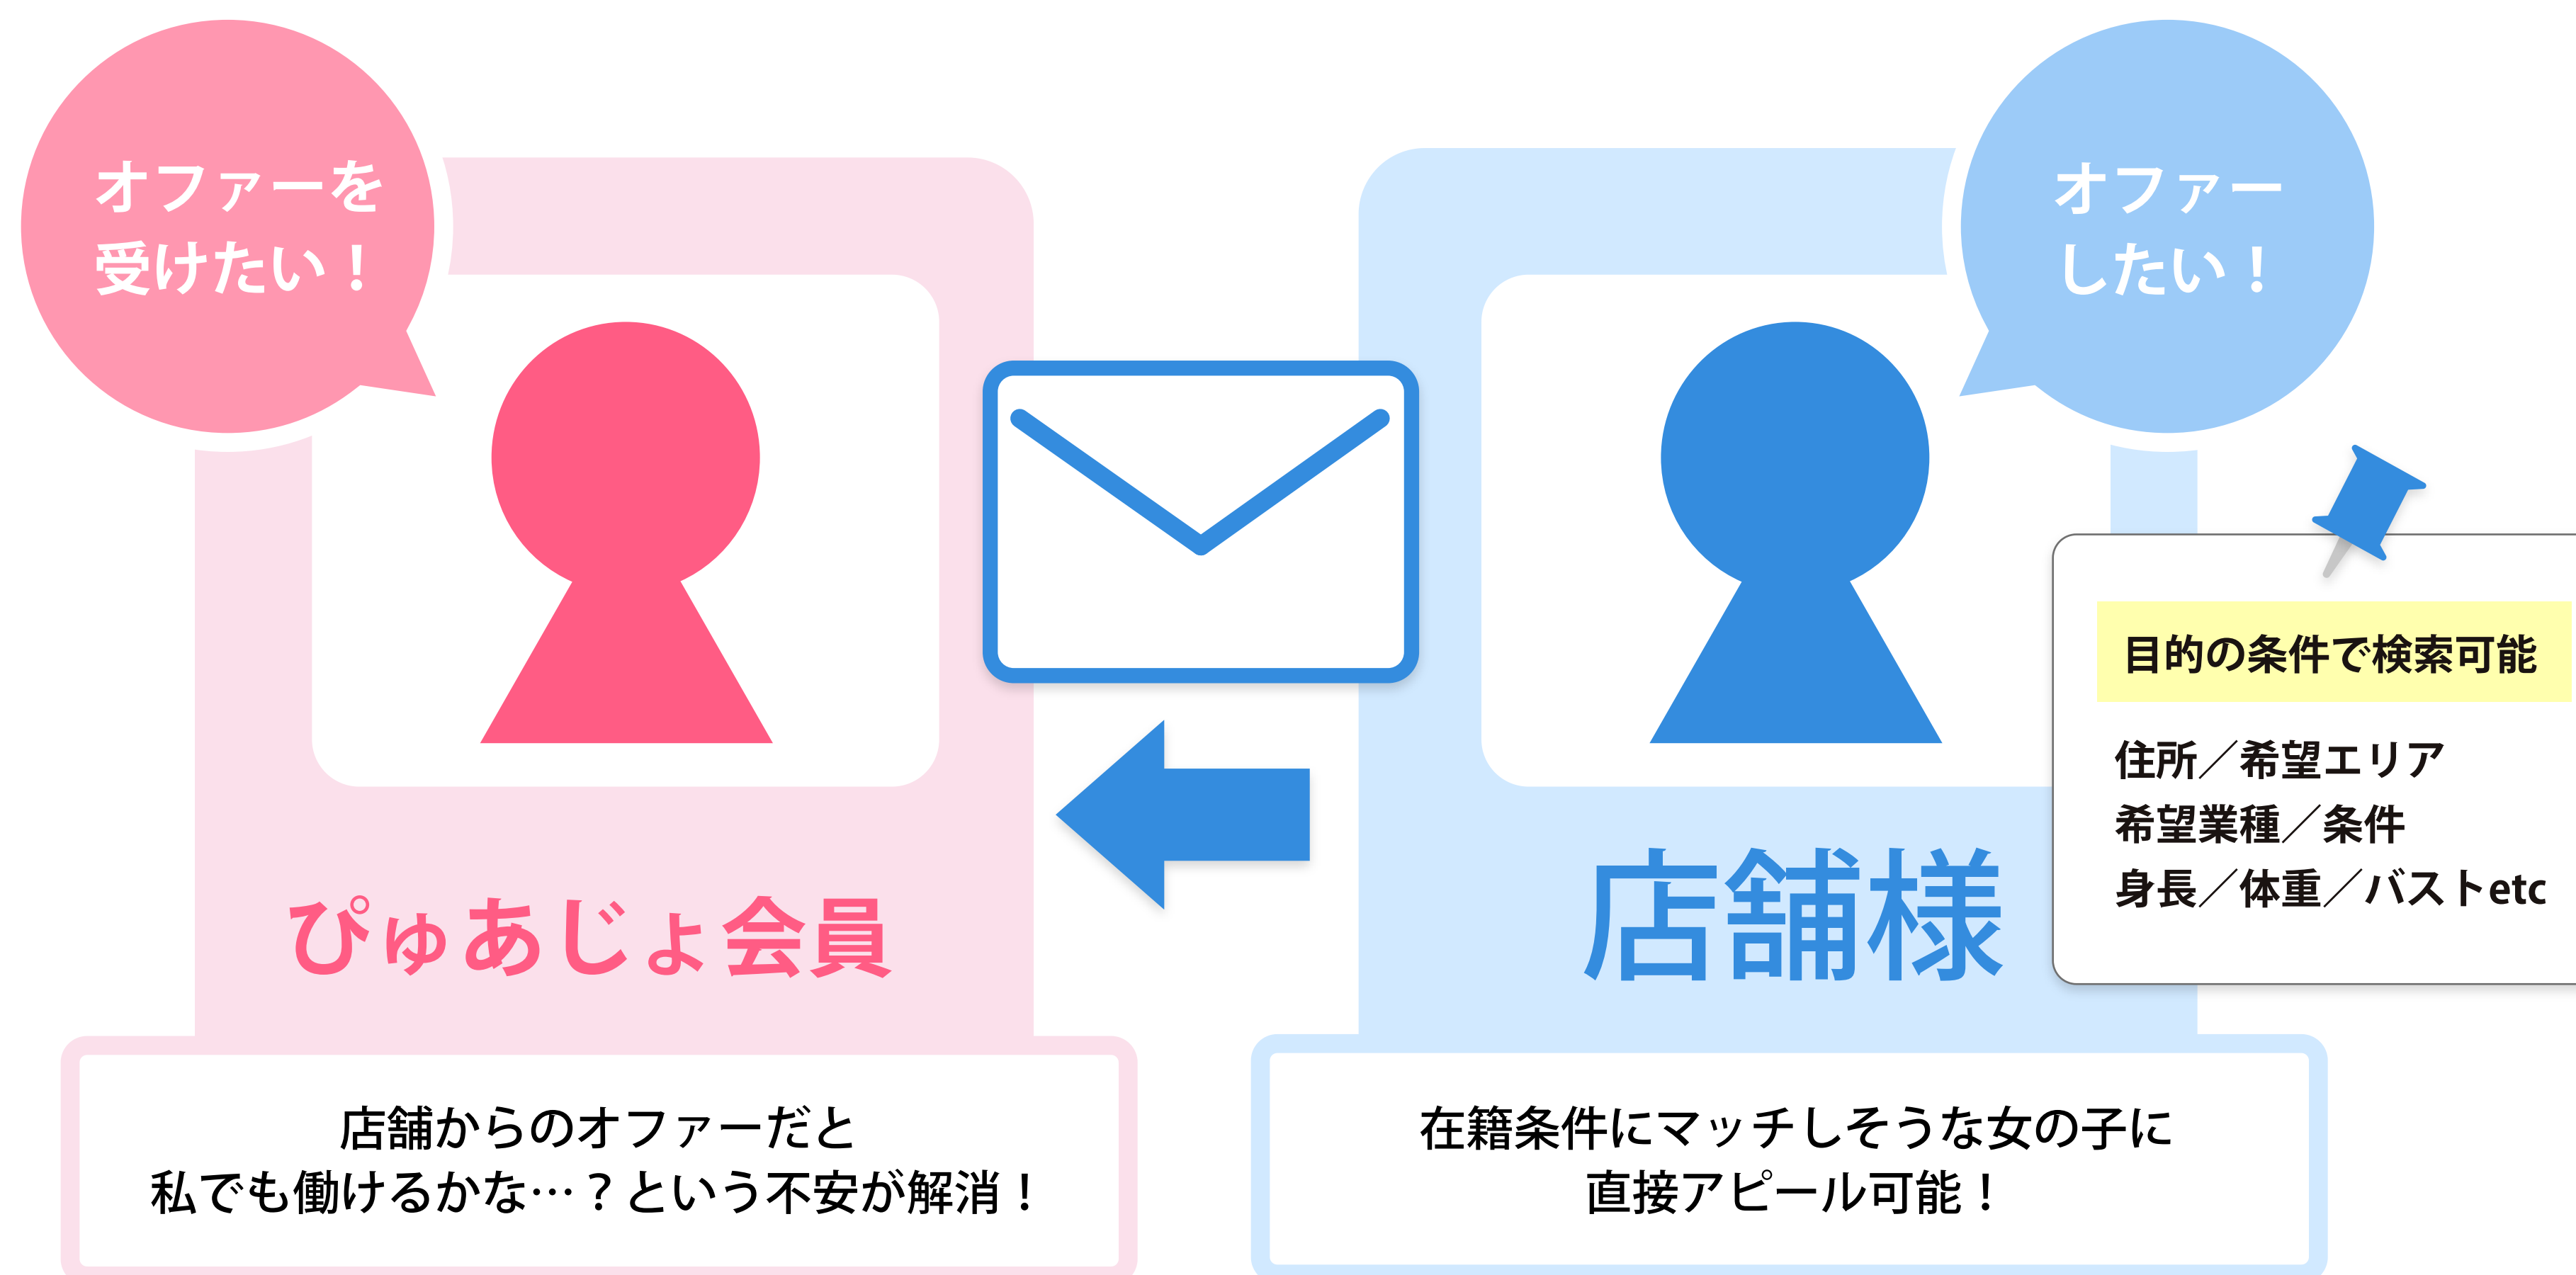 オファーを
受けたい！
オファー
したい！
目的の条件で検索可能
住所／希望エリア
希望業種／条件
身長／体重／バストetc
ぴゅあじょ会員
店舗様
店舗からのオファーだと
私でも働けるかな…？という不安が解消！
在籍条件にマッチしそうな女の子に
直接アピール可能！